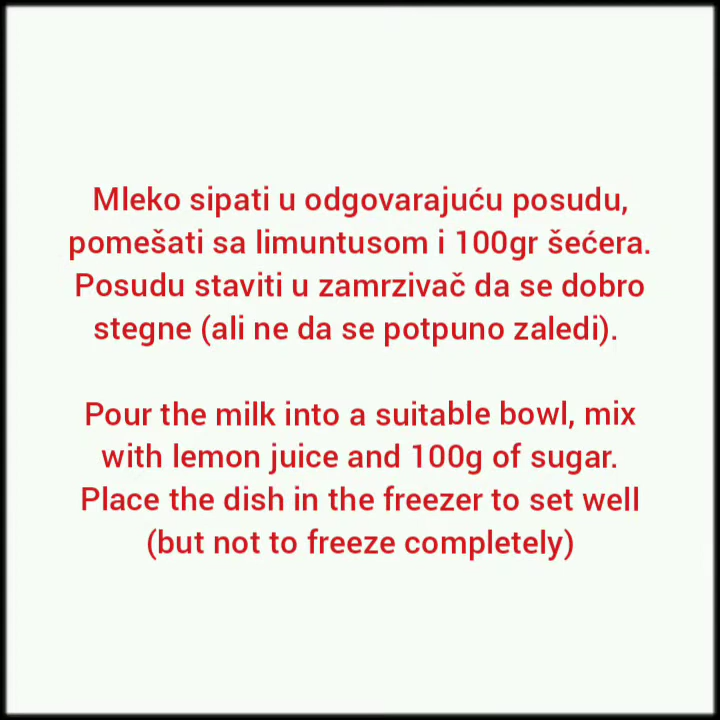 Mleko sipati u odgovarajuću posudu,
pomešati sa limuntusom i 100gr šećera.
Posudu staviti u zamrzivač da se dobro
stegne (ali ne da se potpuno zaledi).
Pour the milk into a suitable bowl, mix
with lemon juice and 100g of sugar.
Place the dish in the freezer to set well
(but not to freeze completely)